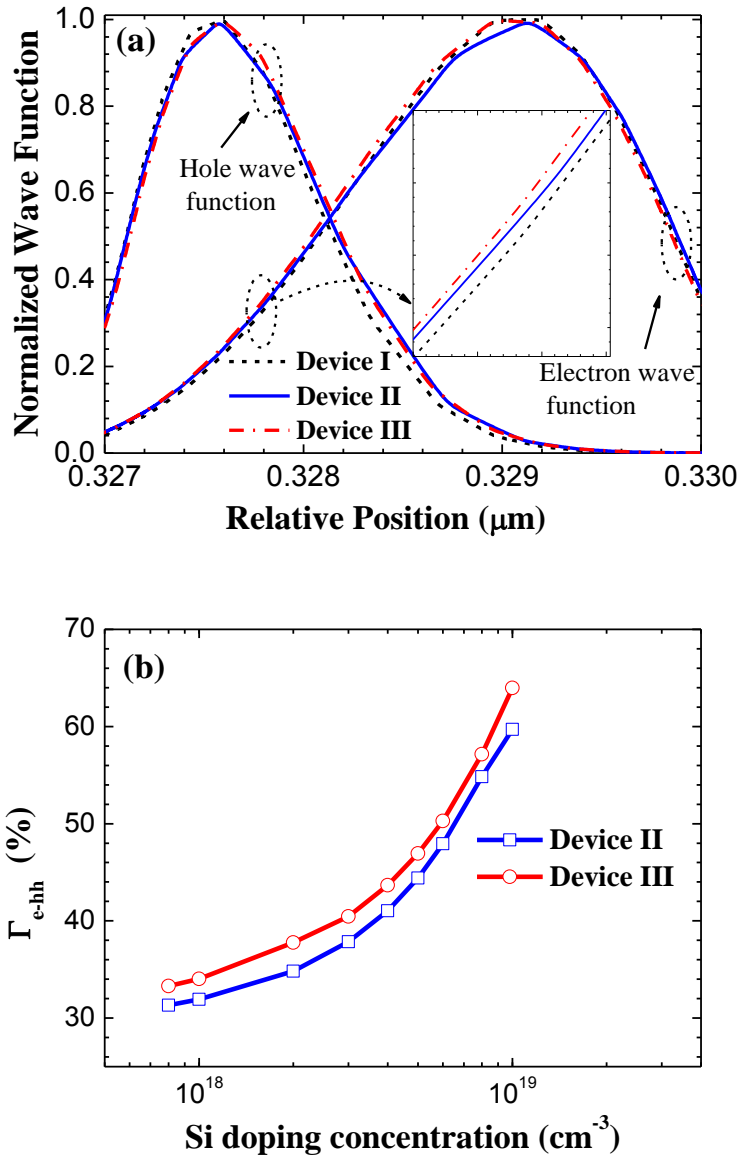 (a)
Normalized Wave Function
1.0
0.8
0.6
0.4
0.2
0.0
Hole wave
function
Device I
Device II
Device III
Electron wave
function
0.327
0.328
0.329
0.330
Relative Position (μm)
(b)
Γe-hh (%)
70
60
50
40
30
Device II
Device III
10^18
10^19
Si doping concentration (cm^-3)